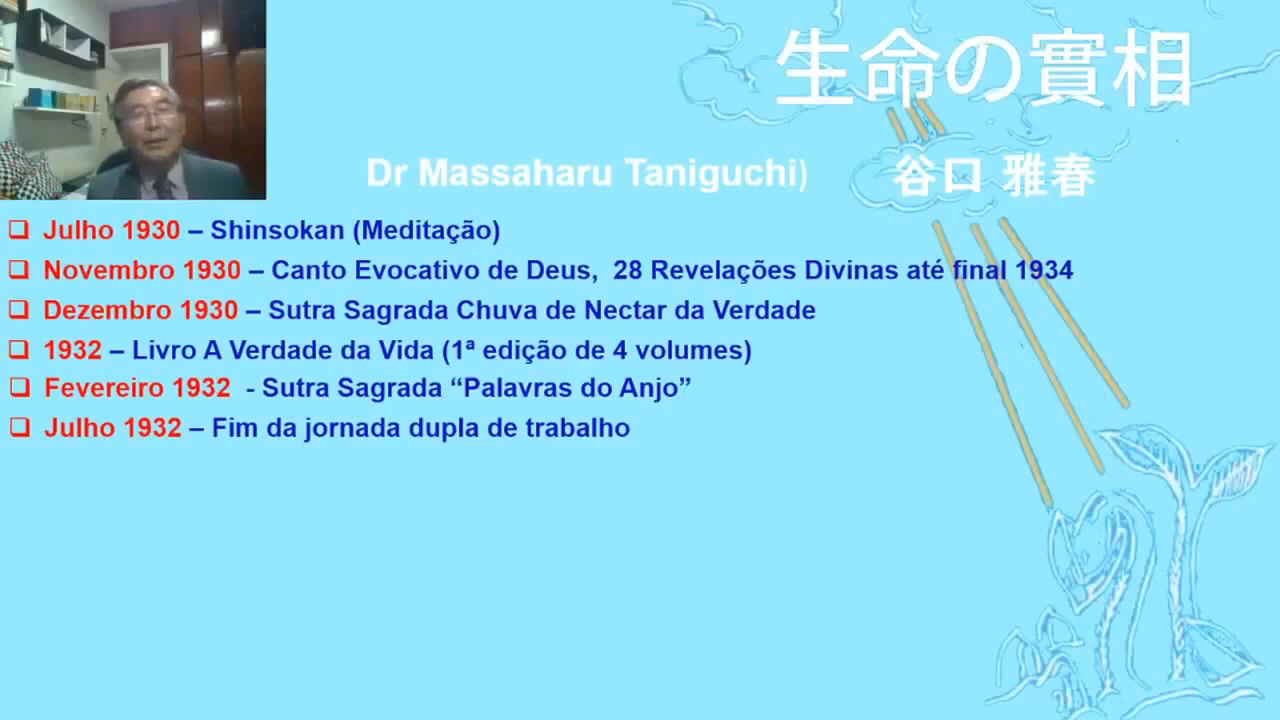 生命の實相
Dr Massaharu Taniguchi)
谷口 雅春
Julho 1930 – Shinsokan (Meditação)
Novembro 1930 – Canto Evocativo de Deus, 28 Revelações Divinas até final 1934
Dezembro 1930 – Sutra Sagrada Chuva de Nectar da Verdade
1932 – Livro A Verdade da Vida (1ª edição de 4 volumes)
Fevereiro 1932 - Sutra Sagrada “Palavras do Anjo”
Julho 1932 – Fim da jornada dupla de trabalho